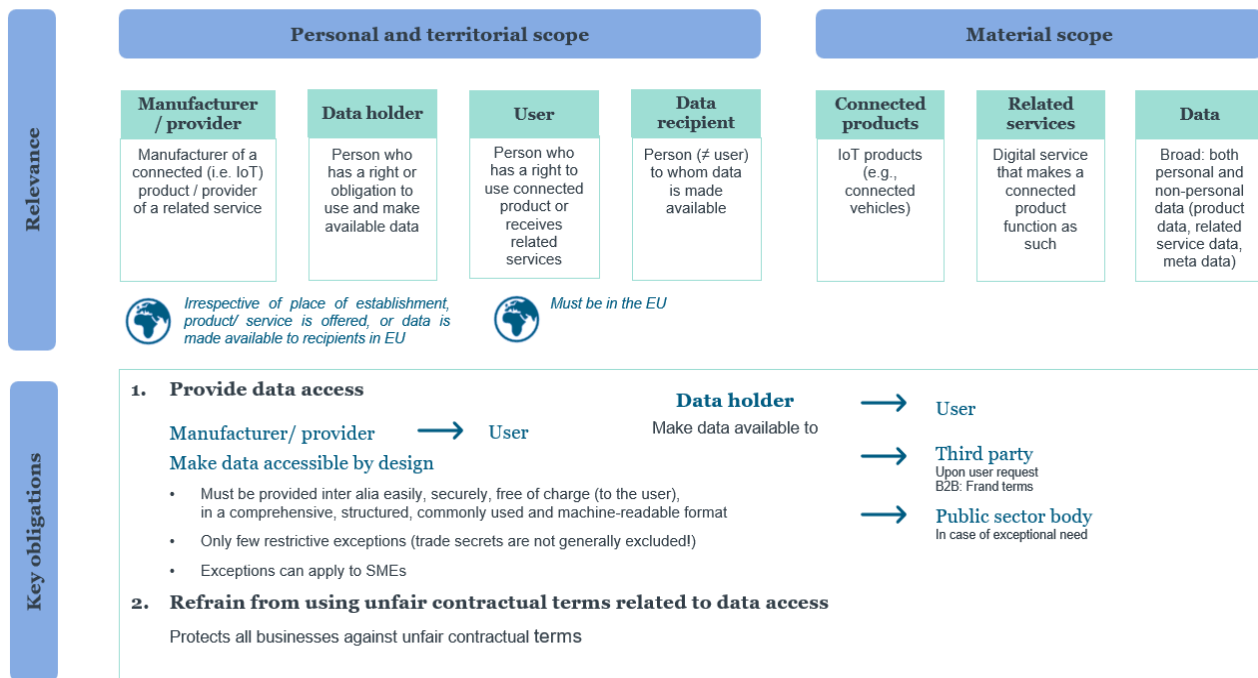 Relevance
Personal and territorial scope
Material scope
Manufacturer
/ provider
Manufacturer of a
connected (i.e. IoT)
product / provider
of a related service
Data holder
Person who
has a right or
obligation to
use and make
available data
User
Person who
has a right to
use connected
product or
receives
related
services
Data
recipient
Person (≠ user)
to whom data
is made
available
Connected
products
IoT products
(e.g.,
connected
vehicles)
Related
services
Digital service
that makes a
connected
product
function as
such
Data
Broad: both
personal and
non-personal
data (product
data, related
service data,
meta data)
Irrespective of place of establishment,
product/ service is offered, or data is
made available to recipients in EU
Must be in the EU
Key obligations
1. Provide data access
Manufacturer/ provider → User
Make data accessible by design
• Must be provided inter alia easily, securely, free of charge (to the user),
in a comprehensive, structured, commonly used and machine-readable format
• Only few restrictive exceptions (trade secrets are not generally excluded!)
• Exceptions can apply to SMEs
Data holder
Make data available to
→ User
→ Third party
Upon user request
B2B: Frand terms
→ Public sector body
In case of exceptional need
2. Refrain from using unfair contractual terms related to data access
Protects all businesses against unfair contractual terms